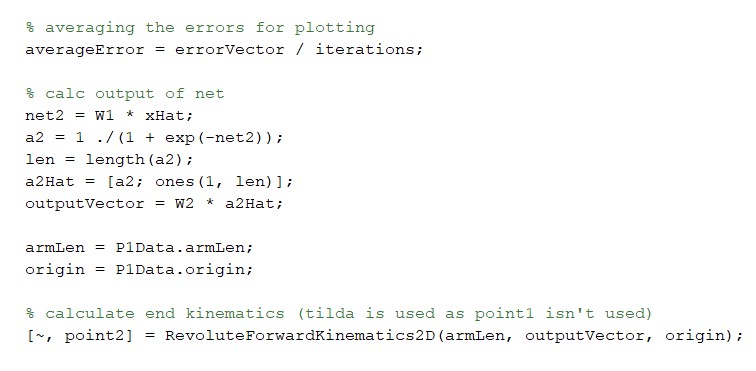 % averaging the errors for plotting
averageError = errorVector / iterations;
% calc output of net
net2 = W1 * xHat;
a2 = 1 ./(1 + exp(-net2));
len = length(a2);
a2Hat = [a2; ones(1, len)];
outputVector = W2 * a2Hat;
armLen = P1Data.armLen;
origin = P1Data.origin;
% calculate end kinematics (tilda is used as point1 isn't used)
[~, point2] = RevoluteForwardKinematics2D(armLen, outputVector, origin);